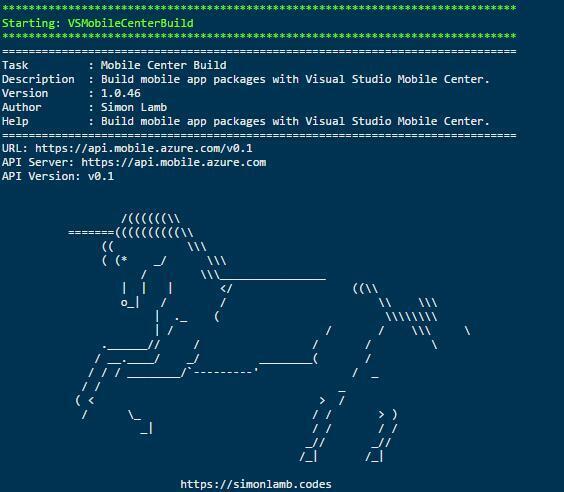 ******************************************************************************
Starting: VSMobileCenterBuild
******************************************************************************
==============================================================================
Task         : Mobile Center Build
Description  : Build mobile app packages with Visual Studio Mobile Center.
Version      : 1.0.46
Author       : Simon Lamb
Help         : Build mobile app packages with Visual Studio Mobile Center.
==============================================================================
URL: https://api.mobile.azure.com/v0.1
API Server: https://api.mobile.azure.com
API Version: v0.1
https://simonlamb.codes